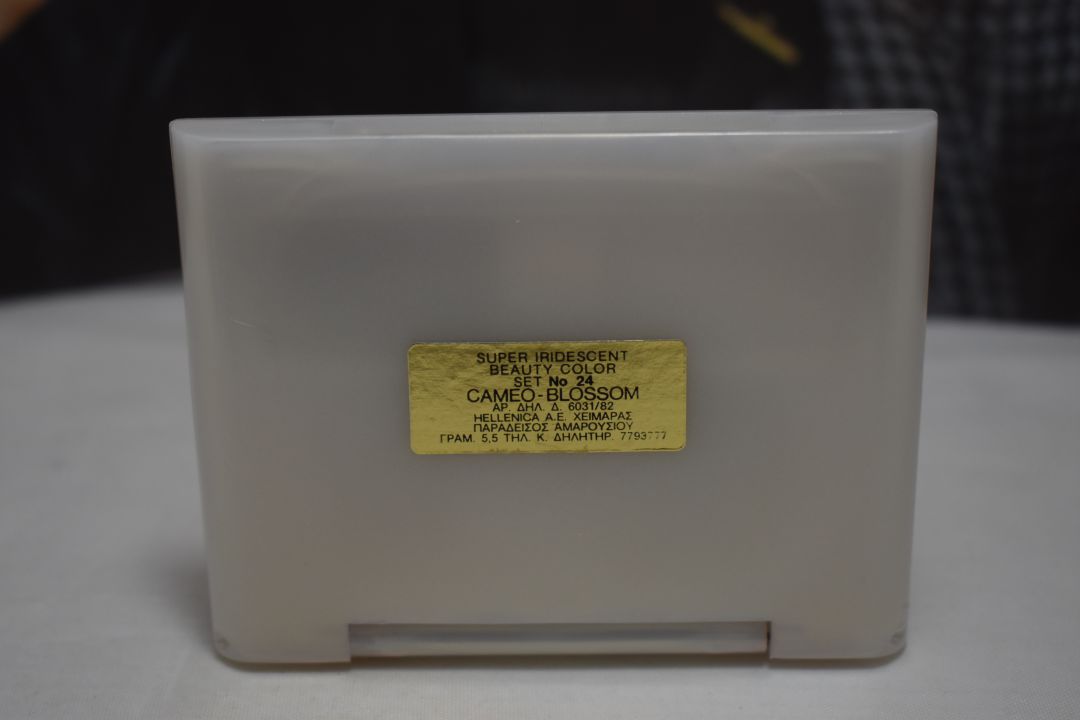 SUPER IRIDESCENT
BEAUTY COLOR
SET No 24
CAMEO-BLOSSOM
ΑΡ. ΔΗΛ. Δ. 6031/82
HELLENICA A.E. ΧΕΙΜΑΡΑΣ
ΠΑΡΑΔΕΙΣΟΣ ΑΜΑΡΟΥΣΙΟΥ
ΓΡΑΜ. 5,5 ΤΗΛ. Κ. ΔΗΛΗΤΗΡ. 7793777